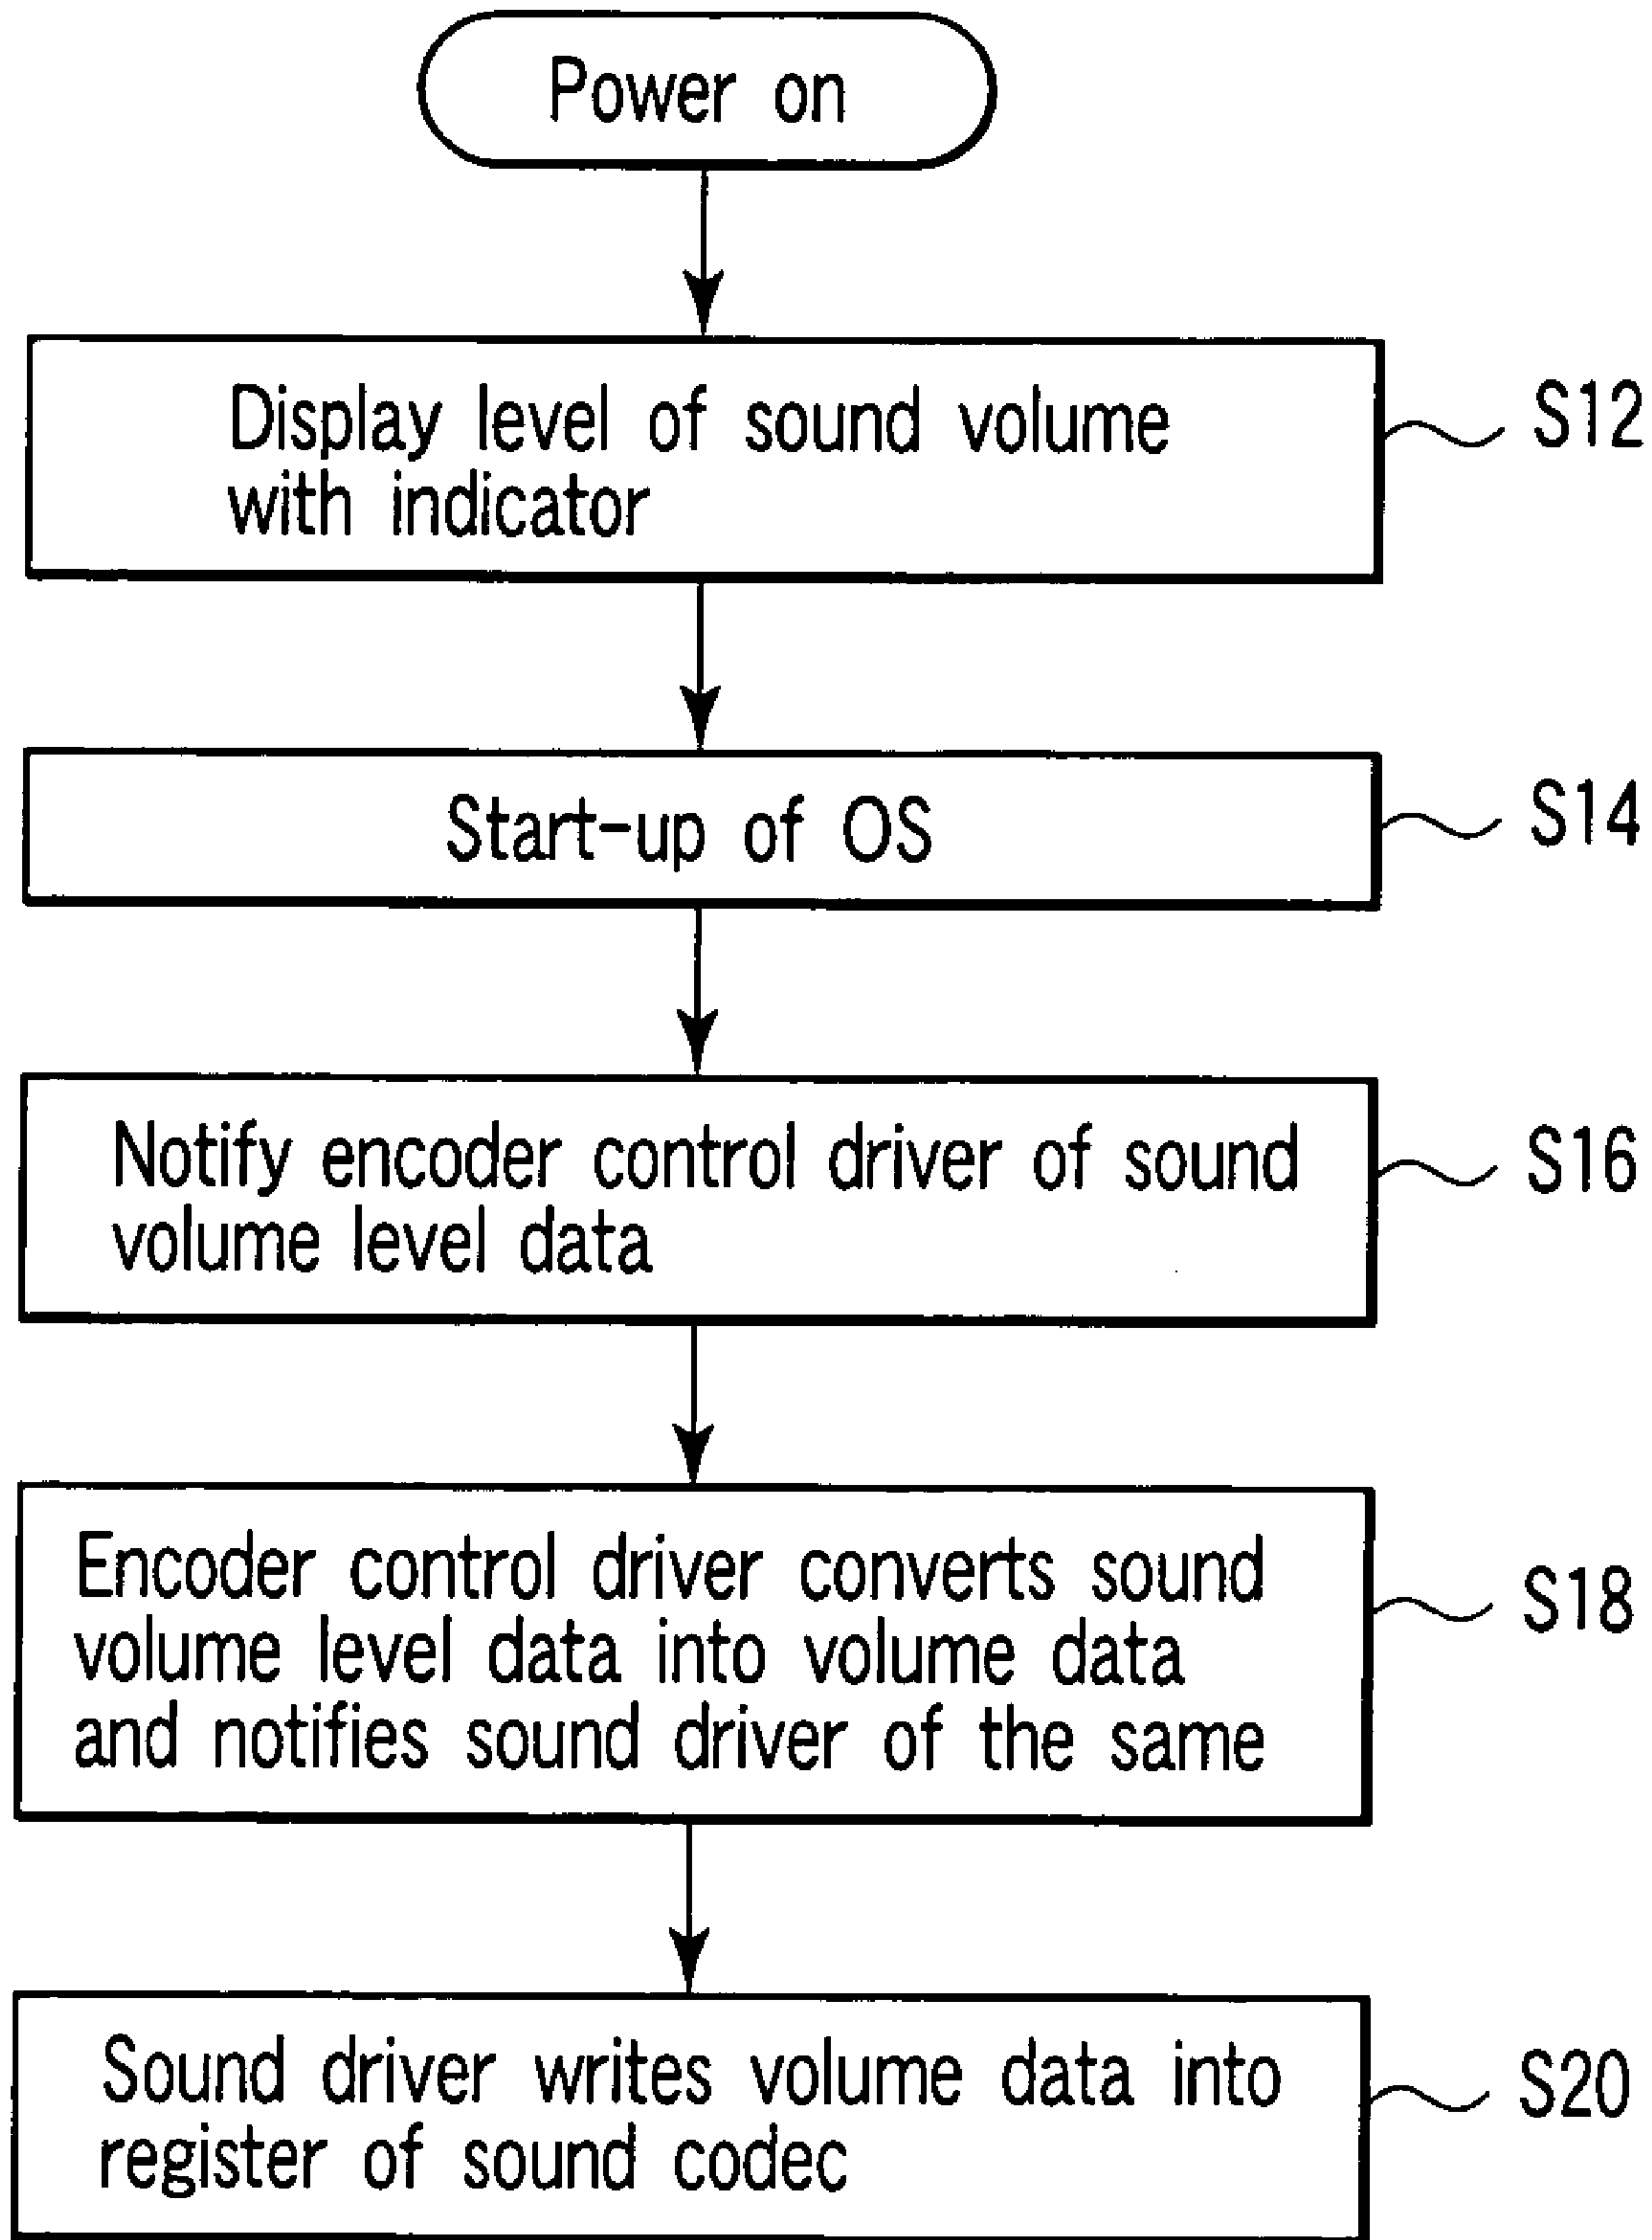 Power on
Display level of sound volume
with indicator
S12
Start-up of OS
S14
Notify encoder control driver of sound
volume level data
S16
Encoder control driver converts sound
volume level data into volume data
and notifies sound driver of the same
S18
Sound driver writes volume data into
register of sound codec
S20